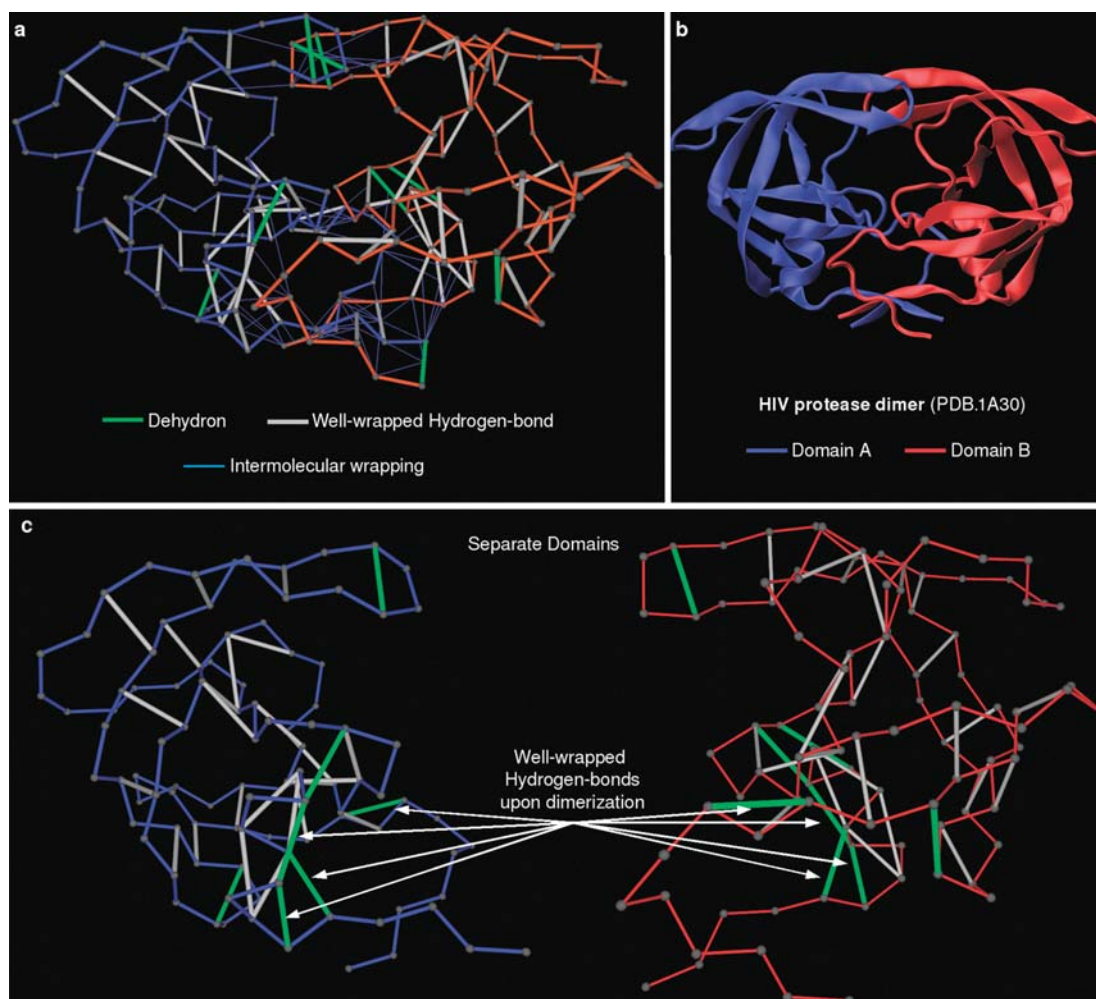 a
Dehydron
Well-wrapped Hydrogen-bond
Intermolecular wrapping
b
HIV protease dimer (PDB.1A30)
Domain A
Domain B
c
Separate Domains
Well-wrapped
Hydrogen-bonds
upon dimerization